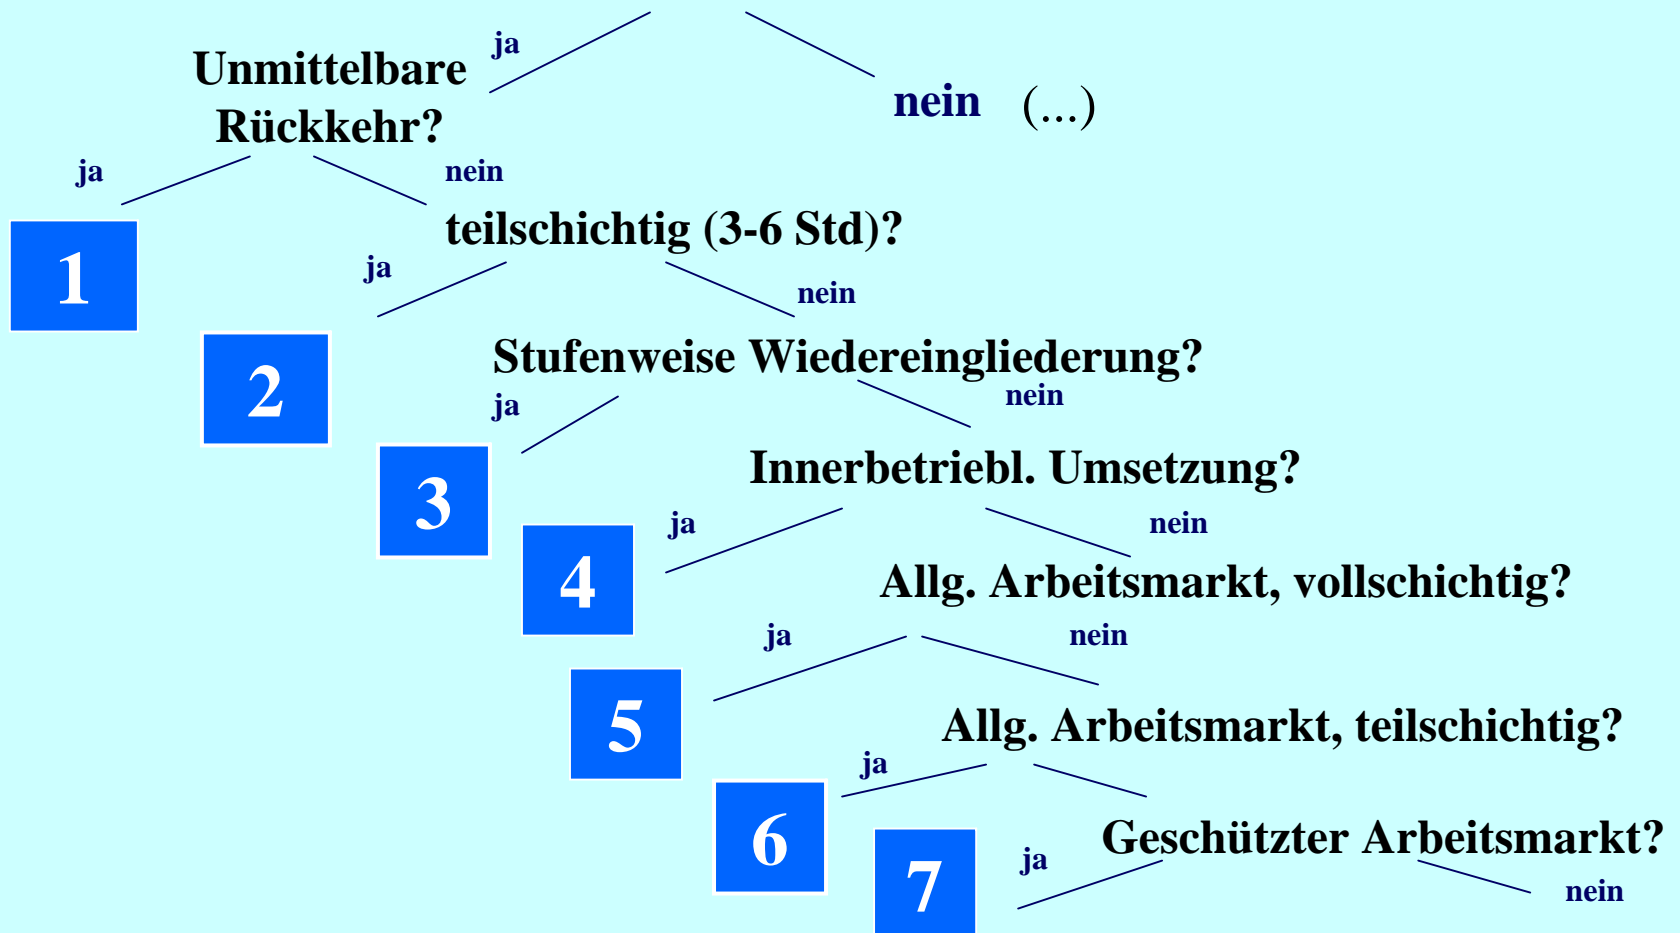 ja
Unmittelbare
Rückkehr?
nein (...)
ja
nein
1
teilschichtig (3-6 Std)?
ja
nein
2
Stufenweise Wiedereingliederung?
ja
nein
3
Innerbetriebl. Umsetzung?
ja
nein
4
Allg. Arbeitsmarkt, vollschichtig?
ja
nein
5
Allg. Arbeitsmarkt, teilschichtig?
ja
6
Geschützter Arbeitsmarkt?
ja
nein
7